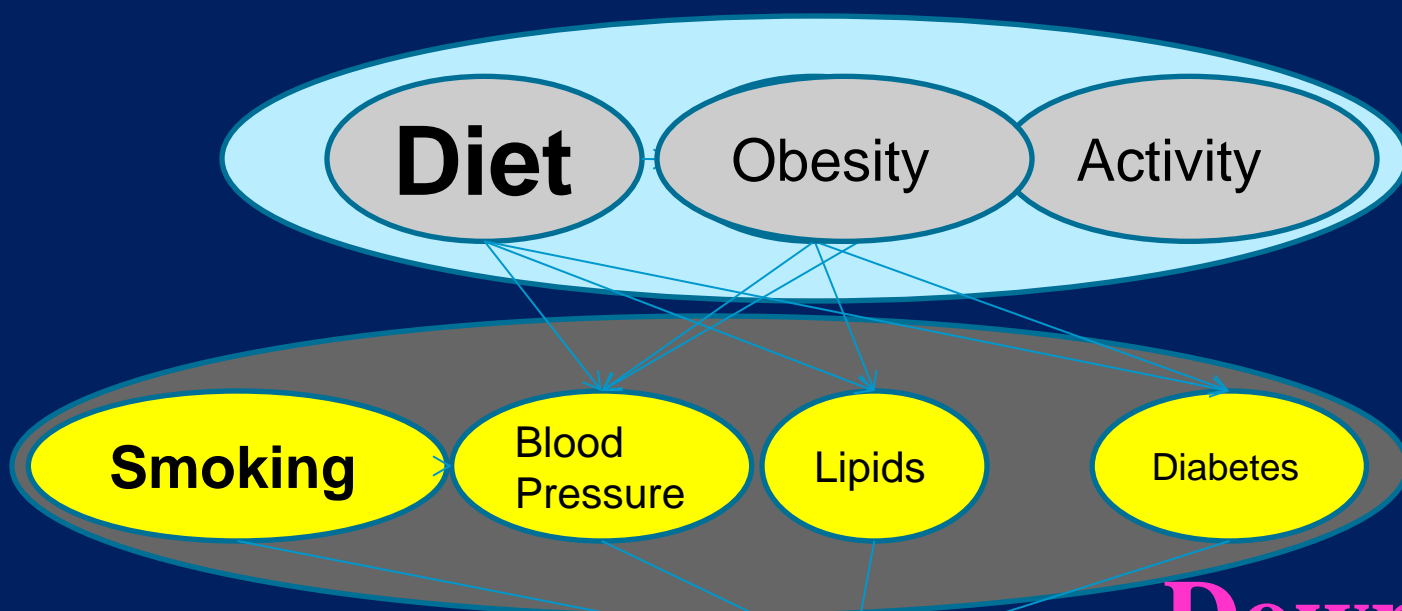 Diet
Obesity
Activity
Smoking
Blood
Pressure
Lipids
Diabetes